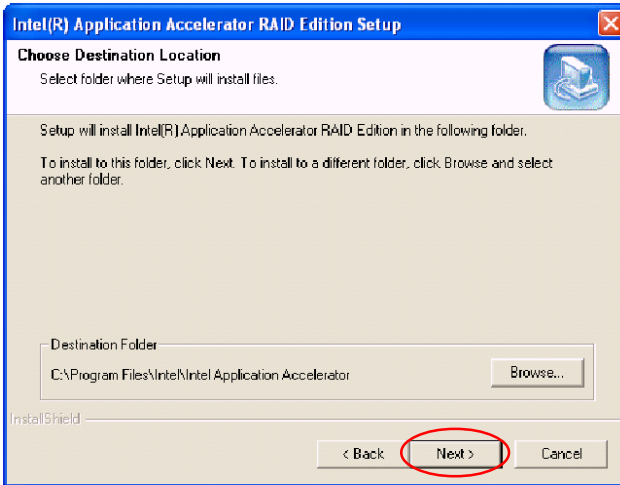 Intel(R) Application Accelerator RAID Edition Setup
Choose Destination Location
Select folder where Setup will install files.
Setup will install Intel(R) Application Accelerator RAID Edition in the following folder.
To install to this folder, click Next. To install to a different folder, click Browse and select
another folder.
Destination Folder
C:\Program Files\Intel\Intel Application Accelerator
Browse...
InstallShield
< Back
Next >
Cancel